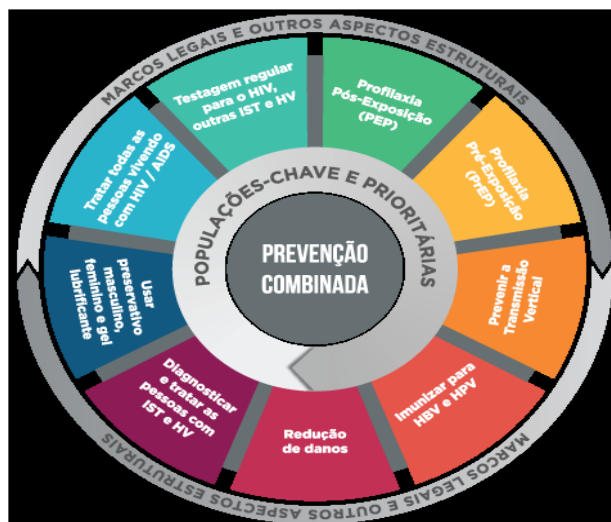 MARCOS LEGAIS E OUTROS ASPECTOS ESTRUTURAIS
Testagem regular
para o HIV,
outras IST e HV
Profilaxia
Pós-Exposição
(PEP)
Profilaxia
Pré-Exposição
(PrEP)
Prevenir a
Transmissão
Vertical
Imunizar para
HBV e HPV
Redução
de danos
Diagnosticar
e tratar as
pessoas com
IST e HV
Usar
preservativo
masculino,
feminino e gel
lubrificante
Tratar todas as
pessoas vivendo
com HIV / AIDS
POPULAÇÕES-CHAVE E PRIORITÁRIAS
PREVENÇÃO
COMBINADA
MARCOS LEGAIS E OUTROS ASPECTOS ESTRUTURAIS